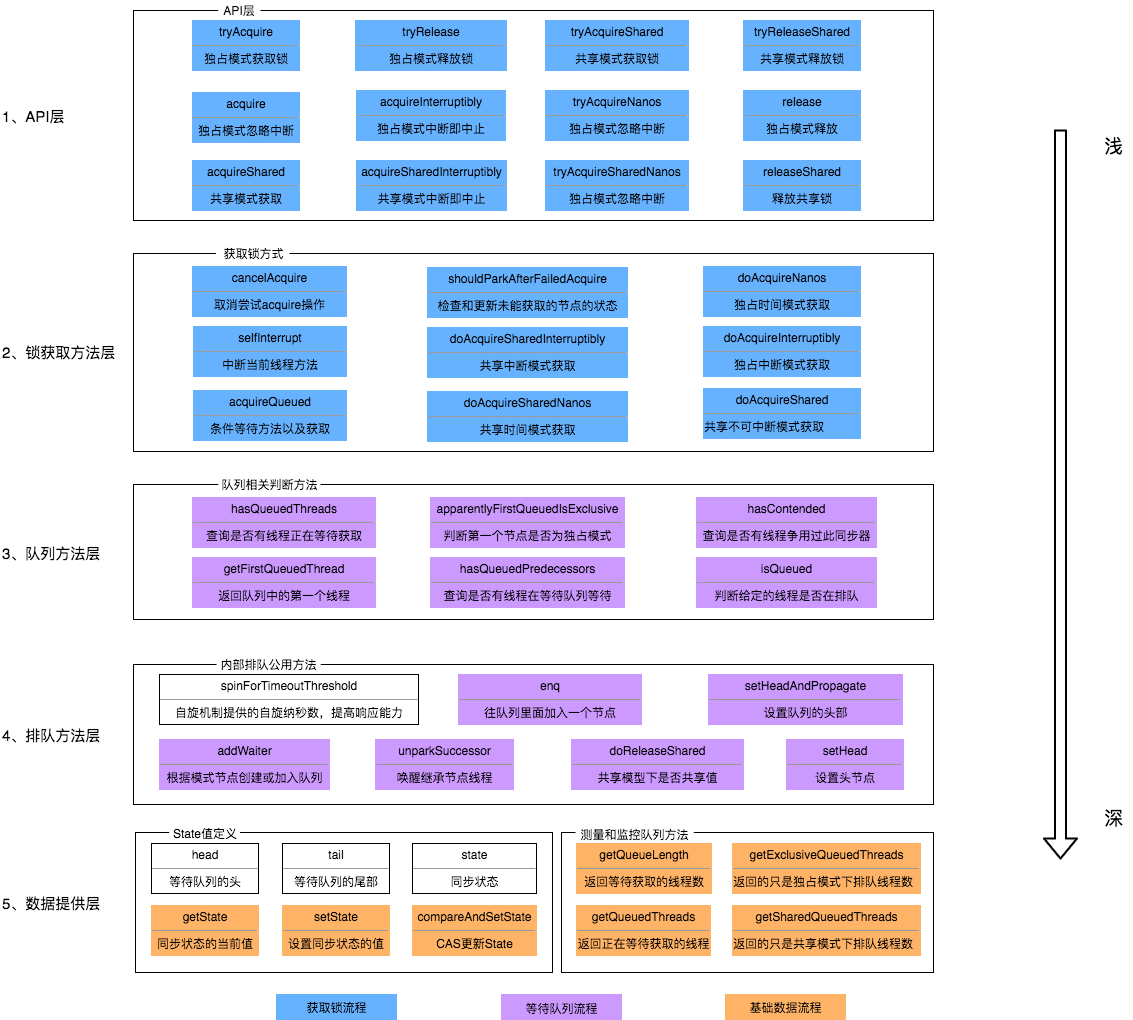 API层
tryAcquire
独占模式获取锁
tryRelease
独占模式释放锁
tryAcquireShared
共享模式获取锁
tryReleaseShared
共享模式释放锁
1、API层
acquire
独占模式忽略中断
acquireInterruptibly
独占模式中断即中止
tryAcquireNanos
独占模式忽略中断
release
独占模式释放
acquireShared
共享模式获取
acquireSharedInterruptibly
共享模式中断即中止
tryAcquireSharedNanos
独占模式忽略中断
releaseShared
释放共享锁
浅
获取锁方式
cancelAcquire
取消尝试acquire操作
shouldParkAfterFailedAcquire
检查和更新未能获取的节点的状态
doAcquireNanos
独占时间模式获取
2、锁获取方法层
selfInterrupt
中断当前线程方法
doAcquireSharedInterruptibly
共享中断模式获取
doAcquireInterruptibly
独占中断模式获取
acquireQueued
条件等待方法以及获取
doAcquireSharedNanos
共享时间模式获取
doAcquireShared
共享不可中断模式获取
队列相关判断方法
hasQueuedThreads
查询是否有线程正在等待获取
apparentlyFirstQueuedIsExclusive
判断第一个节点是否为独占模式
hasContended
查询是否有线程争用过此同步器
3、队列方法层
getFirstQueuedThread
返回队列中的第一个线程
hasQueuedPredecessors
查询是否有线程在等待队列等待
isQueued
判断给定的线程是否在排队
内部排队公用方法
spinForTimeoutThreshold
自旋机制提供的自旋纳秒数，提高响应能力
enq
往队列里面加入一个节点
setHeadAndPropagate
设置队列的头部
4、排队方法层
addWaiter
根据模式节点创建或加入队列
unparkSuccessor
唤醒继承节点线程
doReleaseShared
共享模型下是否共享值
setHead
设置头节点
深
State值定义
head
等待队列的头
tail
等待队列的尾部
state
同步状态
5、数据提供层
getState
同步状态的当前值
setState
设置同步状态的值
compareAndSetState
CAS更新State
测量和监控队列方法
getQueueLength
返回等待获取的线程数
getExclusiveQueuedThreads
返回的只是独占模式下排队线程数
getQueuedThreads
返回正在等待获取的线程
getSharedQueuedThreads
返回的只是共享模式下排队线程数
获取锁流程
等待队列流程
基础数据流程